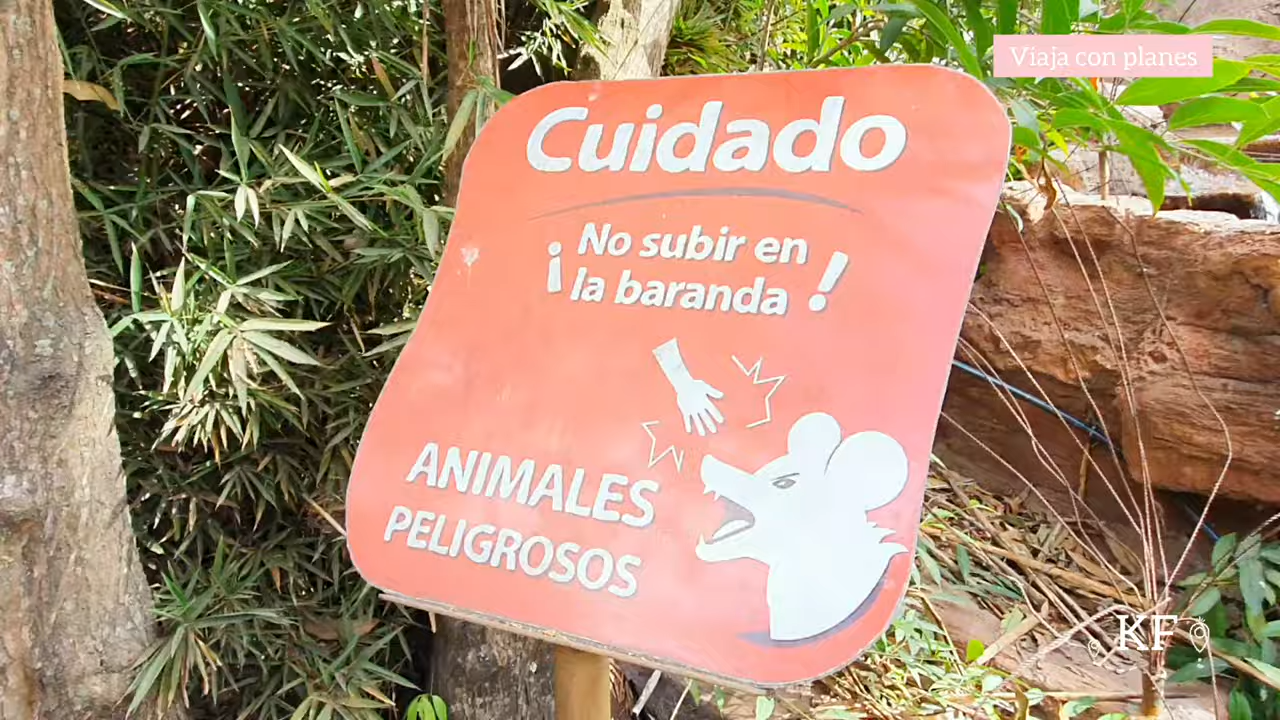 Viaja con planes
Cuidado
¡No subir en
la baranda!
ANIMALES
PELIGROSOS
KF